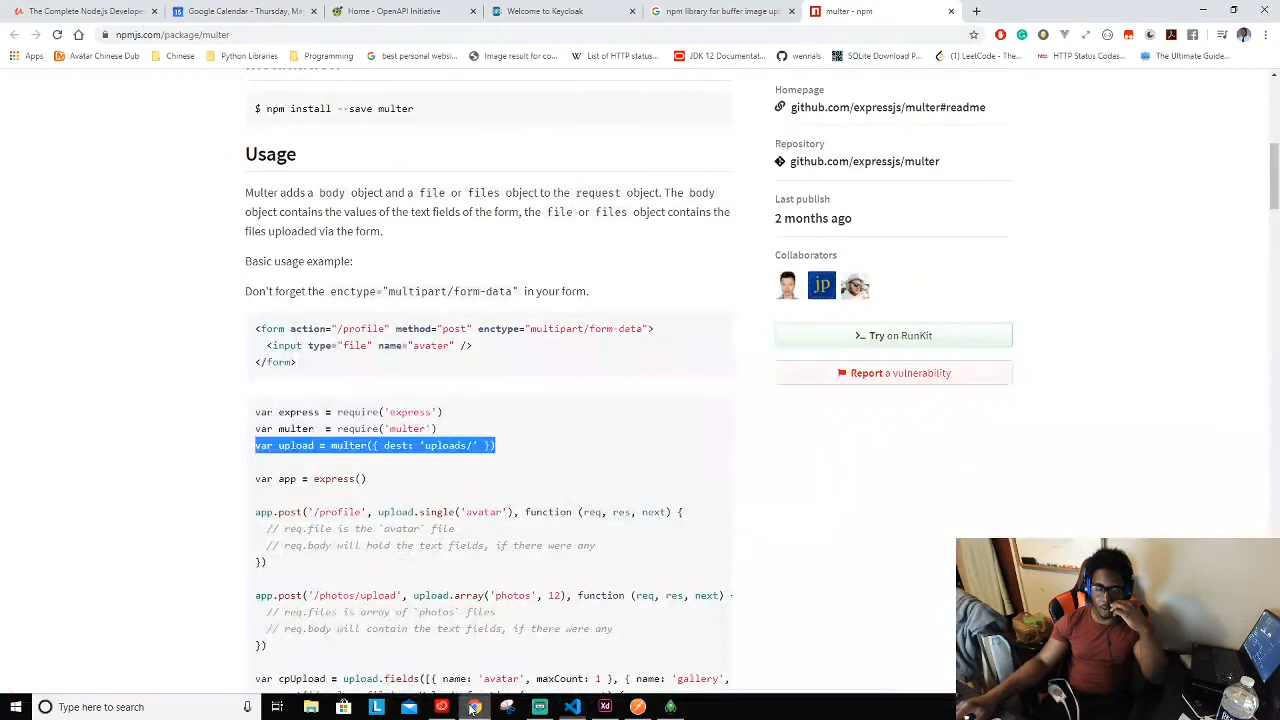 The Complete Node.js Develope
Google Calendar - Thursday, Ma
Home - OpenAPI Initiative
Welcome to Keycloak
npm library for buffer image upl
multer - npm
npmjs.com/package/multer
Apps
Avatar Chinese Dub
Chinese
Python Libraries
Programming
best personal websi...
Image result for co...
List of HTTP status...
JDK 12 Documentat...
wennals
SQLite Download P...
(1) LeetCode - The...
HTTP Status Codes...
The Ultimate Guide...
$ npm install --save multer
Usage
Multer adds a body object and a file or files object to the request object. The body
object contains the values of the text fields of the form, the file or files object contains the
files uploaded via the form.
Basic usage example:
Don't forget the enctype="multipart/form-data" in your form.
<form action="/profile" method="post" enctype="multipart/form-data">
<input type="file" name="avatar" />
</form>
var express = require('express')
var multer = require('multer')
var upload = multer({ dest: 'uploads/' })
var app = express()
app.post('/profile', upload.single('avatar'), function (req, res, next) {
// req.file is the `avatar` file
// req.body will hold the text fields, if there were any
})
app.post('/photos/upload', upload.array('photos', 12), function (req, res, next)
// req.files is array of `photos` files
// req.body will contain the text fields, if there were any
})
var cpUpload = upload.fields([{ name: 'avatar', maxCount: 1 }, { name: 'gallery',
Homepage
github.com/expressjs/multer#readme
Repository
github.com/expressjs/multer
Last publish
2 months ago
Collaborators
jp
>_ Try on RunKit
Report a vulnerability
Type here to search